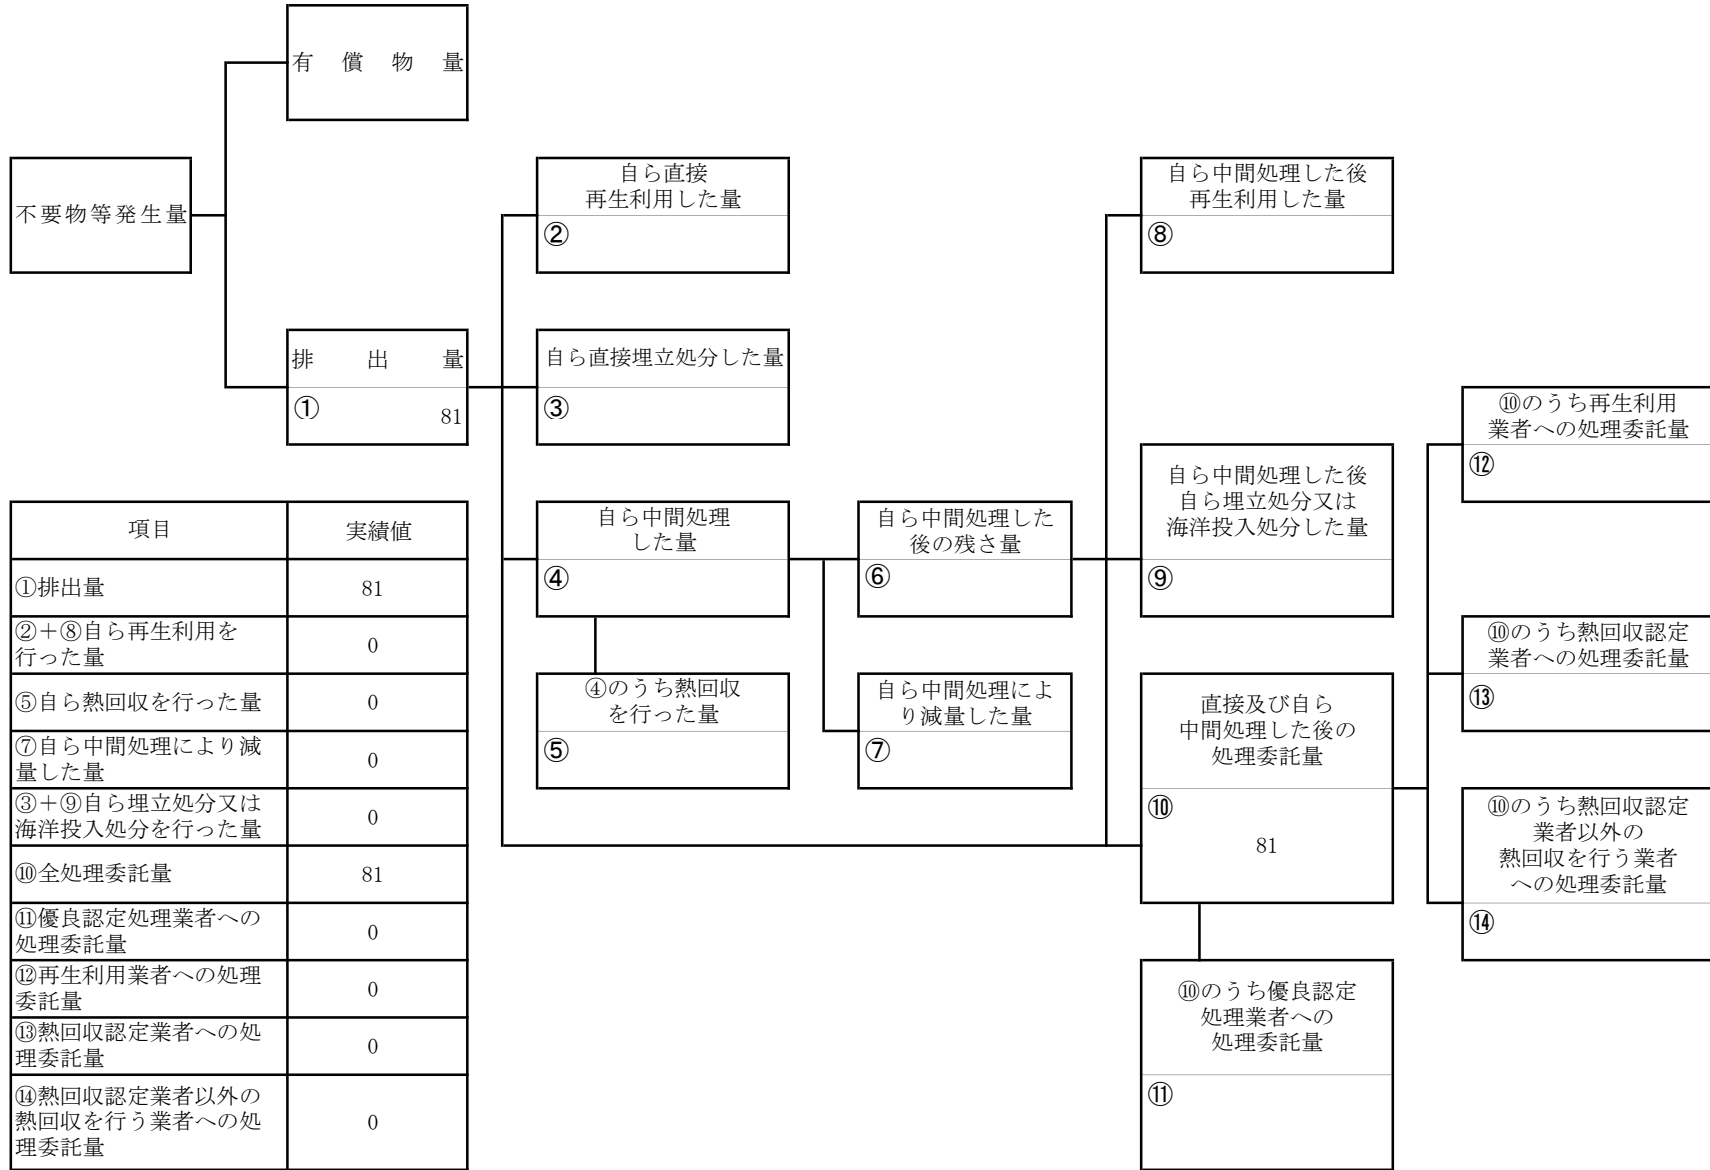 有償物量
不要物等発生量
自ら直接
再生利用した量
②
自ら中間処理した後
再生利用した量
⑧
排出量
①
81
自ら直接埋立処分した量
③
⑩のうち再生利用
業者への処理委託量
⑫
自ら中間処理
した量
④
自ら中間処理した
後の残さ量
⑥
自ら中間処理した後
自ら埋立処分又は
海洋投入処分した量
⑨
⑩のうち熱回収認定
業者への処理委託量
⑬
④のうち熱回収
を行った量
⑤
自ら中間処理によ
り減量した量
⑦
直接及び自ら
中間処理した後の
処理委託量
⑩
81
⑩のうち熱回収認定
業者以外の
熱回収を行う業者
への処理委託量
⑭
⑩のうち優良認定
処理業者への
処理委託量
⑪
項目 実績値
①排出量 81
②＋⑧自ら再生利用を
行った量 0
⑤自ら熱回収を行った量 0
⑦自ら中間処理により減
量した量 0
③＋⑨自ら埋立処分又は
海洋投入処分を行った量 0
⑩全処理委託量 81
⑪優良認定処理業者への
処理委託量 0
⑫再生利用業者への処理
委託量 0
⑬熱回収認定業者への処
理委託量 0
⑭熱回収認定業者以外の
熱回収を行う業者への処
理委託量 0